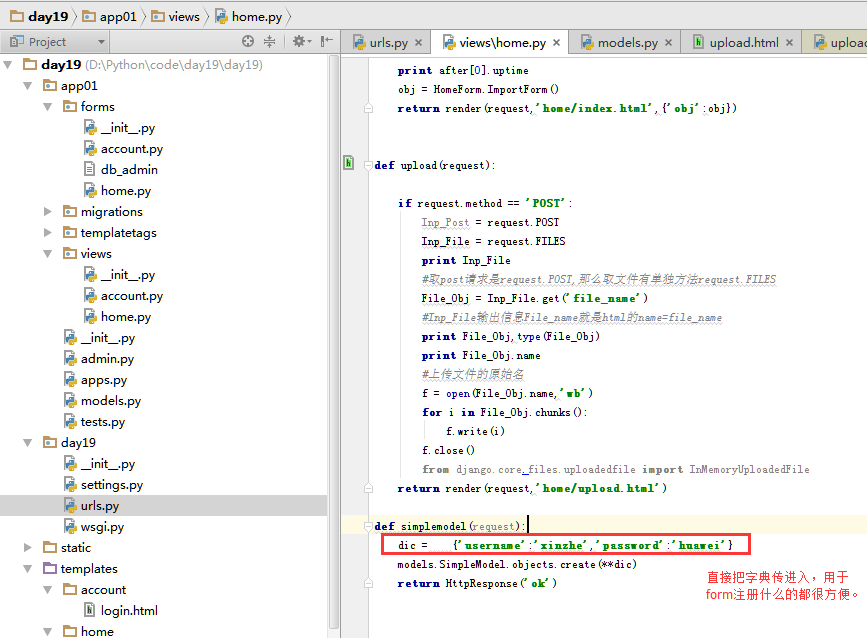 day19 app01 views home.py
Project
urls.py views\home.py models.py upload.html upload
day19 (D:\Python\code\day19\day19)
app01
forms
__init__.py
account.py
db_admin
home.py
migrations
templatetags
views
__init__.py
account.py
home.py
__init__.py
admin.py
apps.py
models.py
tests.py
day19
__init__.py
settings.py
urls.py
wsgi.py
static
templates
account
login.html
home
print after[0].uptime
obj = HomeForm.ImportForm()
return render(request,'home/index.html',{'obj':obj})
def upload(request):
if request.method == 'POST':
Inp_Post = request.POST
Inp_File = request.FILES
print Inp_File
#取post请求是request.POST,那么取文件有单独方法request.FILES
File_Obj = Inp_File.get('file_name')
#Inp_File输出信息File_name就是html的name=file_name
print File_Obj,type(File_Obj)
print File_Obj.name
#上传文件的原始名
f = open(File_Obj.name,'wb')
for i in File_Obj.chunks():
f.write(i)
f.close()
from django.core.files.uploadedfile import InMemoryUploadedFile
return render(request,'home/upload.html')
def simplemodel(request):
dic = {'username':'xinzhe','password':'huawei'}
models.SimpleModel.objects.create(**dic)
return HttpResponse('ok')
直接把字典传进入，用于
form注册什么的都很方便。